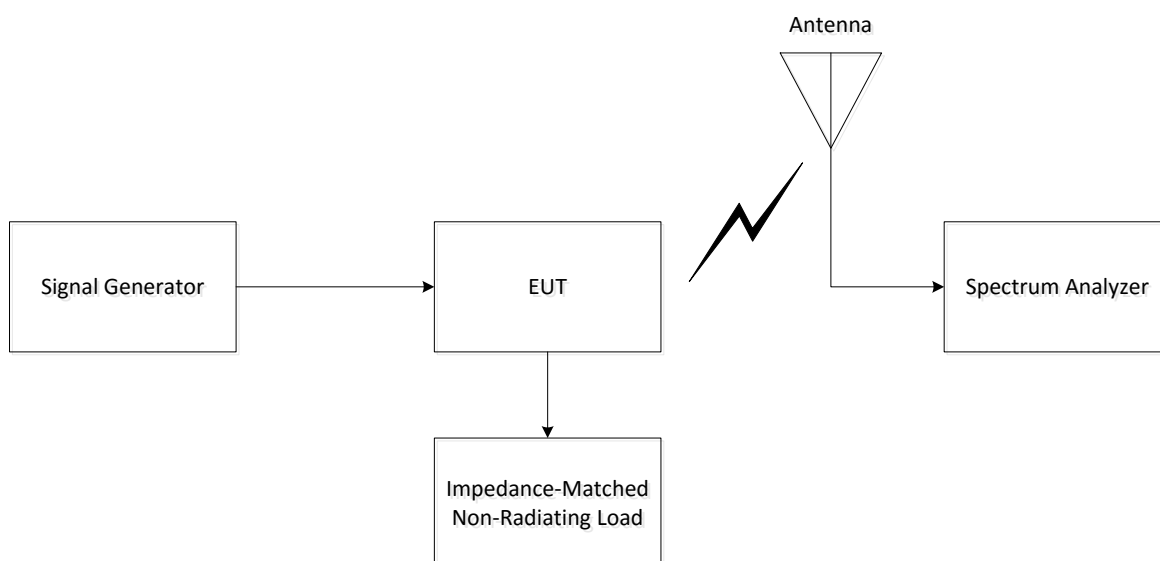 Antenna
Signal Generator
EUT
Spectrum Analyzer
Impedance-Matched
Non-Radiating Load